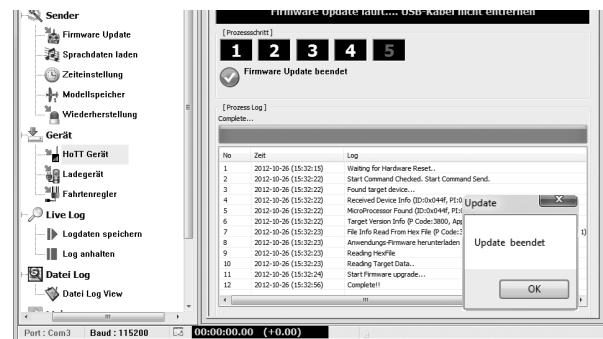 Firmware Update läuft.... USB-Kabel nicht entfernen
Sender
Firmware Update
Sprachdaten laden
Zeiteinstellung
Modellspeicher
Wiederherstellung
Gerät
HoTT Gerät
Ladegerät
Fahrtenregler
Live Log
Logdaten speichern
Log anhalten
Datei Log
Datei Log View
[ Prozessschritt ]
1 2 3 4 5
Firmware Update beendet
[ Prozess Log ]
Complete...
No Zeit Log
1 2012-10-26 (15:32:15) Waiting for Hardware Reset..
2 2012-10-26 (15:32:22) Start Command Checked. Start Command Send.
3 2012-10-26 (15:32:22) Found target device...
4 2012-10-26 (15:32:22) Received Device Info (ID:0x044f, PI:0
5 2012-10-26 (15:32:22) MicroProcessor Found (ID:0x044f, PI:0
6 2012-10-26 (15:32:22) Target Version Info (P Code:3800, App
7 2012-10-26 (15:32:22) File Info Read From Hex File (P Code:3 1)
8 2012-10-26 (15:32:23) Anwendungs-Firmware herunterladen
9 2012-10-26 (15:32:23) Reading HexFile
10 2012-10-26 (15:32:23) Reading Target Data..
11 2012-10-26 (15:32:24) Start Firmware upgrade...
12 2012-10-26 (15:32:56) Complete!!
Update
Update beendet
OK
Port : Com3 Baud : 115200 00:00:00.00 (+0.00)